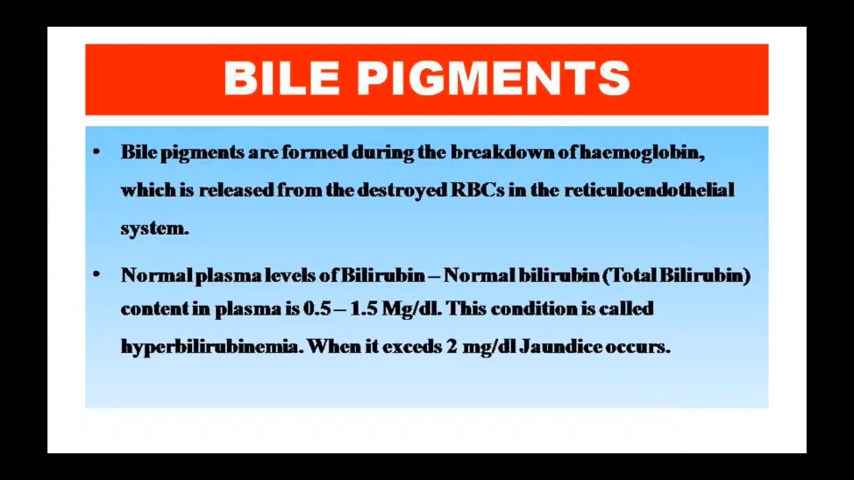 BILE PIGMENTS
• Bile pigments are formed during the breakdown of haemoglobin,
which is released from the destroyed RBCs in the reticuloendothelial
system.
• Normal plasma levels of Bilirubin – Normal bilirubin (Total Bilirubin)
content in plasma is 0.5 – 1.5 Mg/dl. This condition is called
hyperbilirubinemia. When it exceds 2 mg/dl Jaundice occurs.